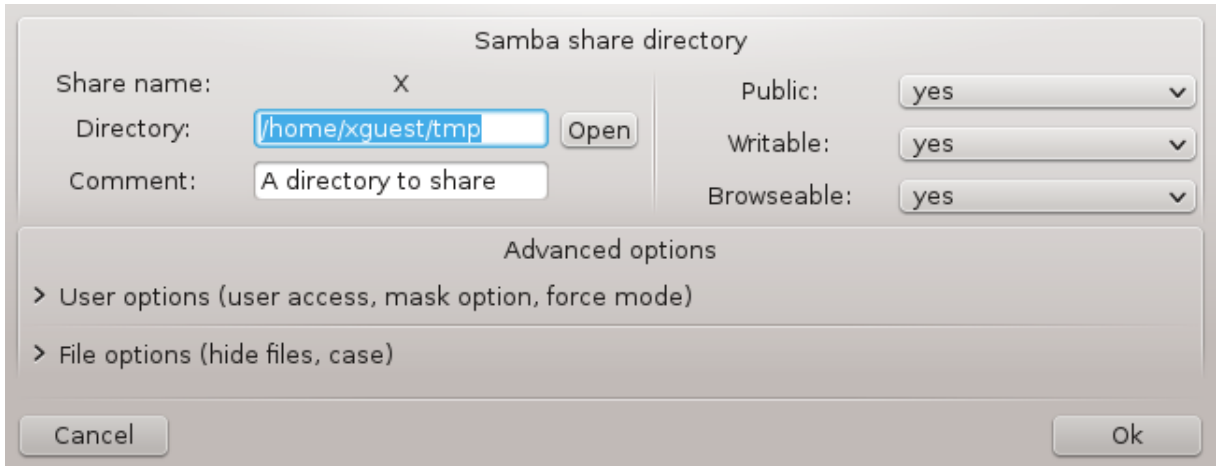 Samba share directory
Share name: X
Directory: /home/xguest/tmp Open
Comment: A directory to share
Public: yes
Writable: yes
Browseable: yes
Advanced options
> User options (user access, mask option, force mode)
> File options (hide files, case)
Cancel Ok